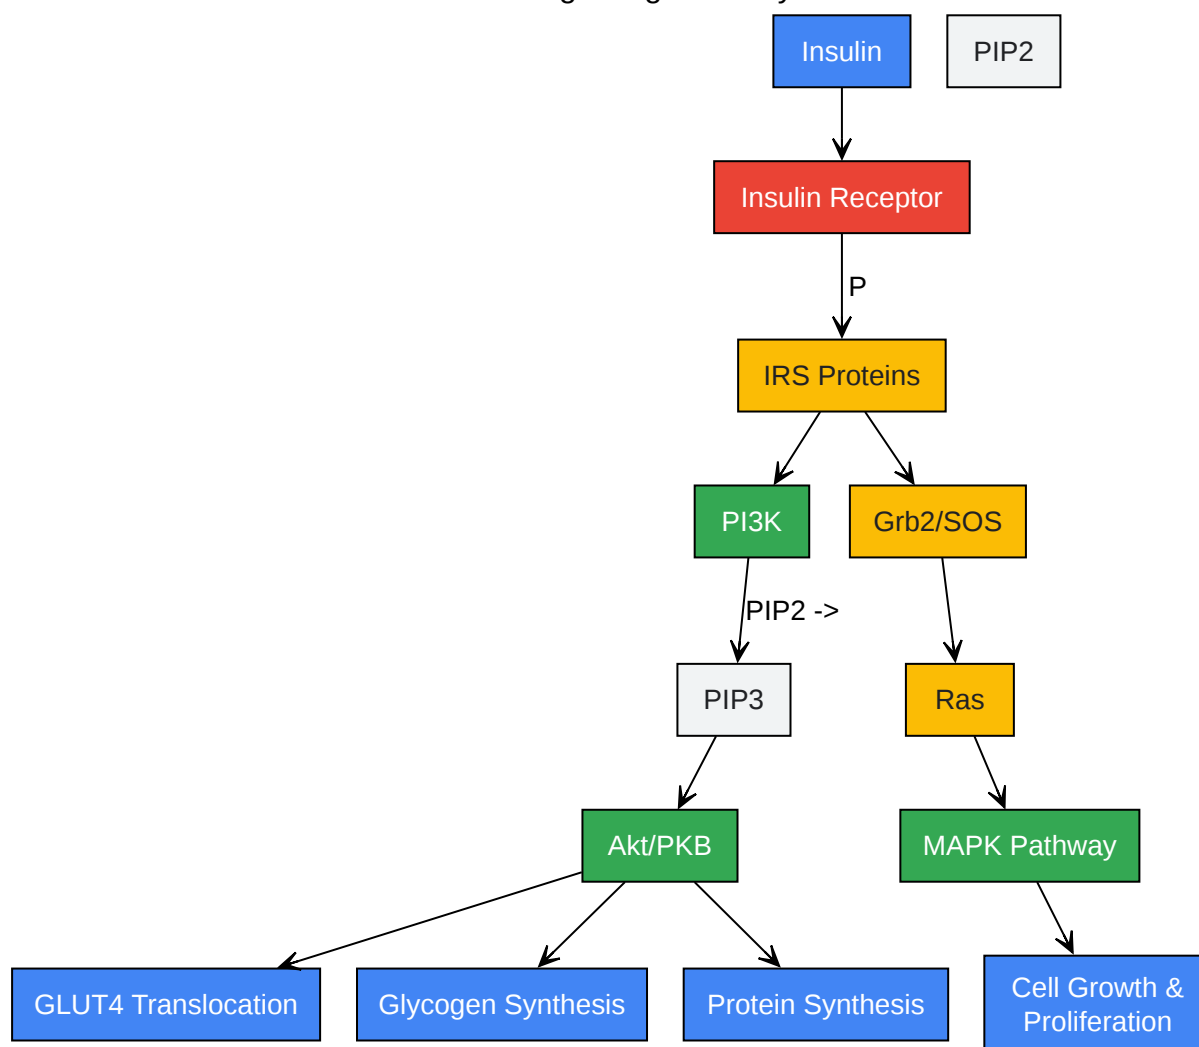 Insulin
PIP2
Insulin Receptor
P
IRS Proteins
PI3K
Grb2/SOS
PIP2 ->
PIP3
Ras
Akt/PKB
MAPK Pathway
GLUT4 Translocation
Glycogen Synthesis
Protein Synthesis
Cell Growth &
Proliferation